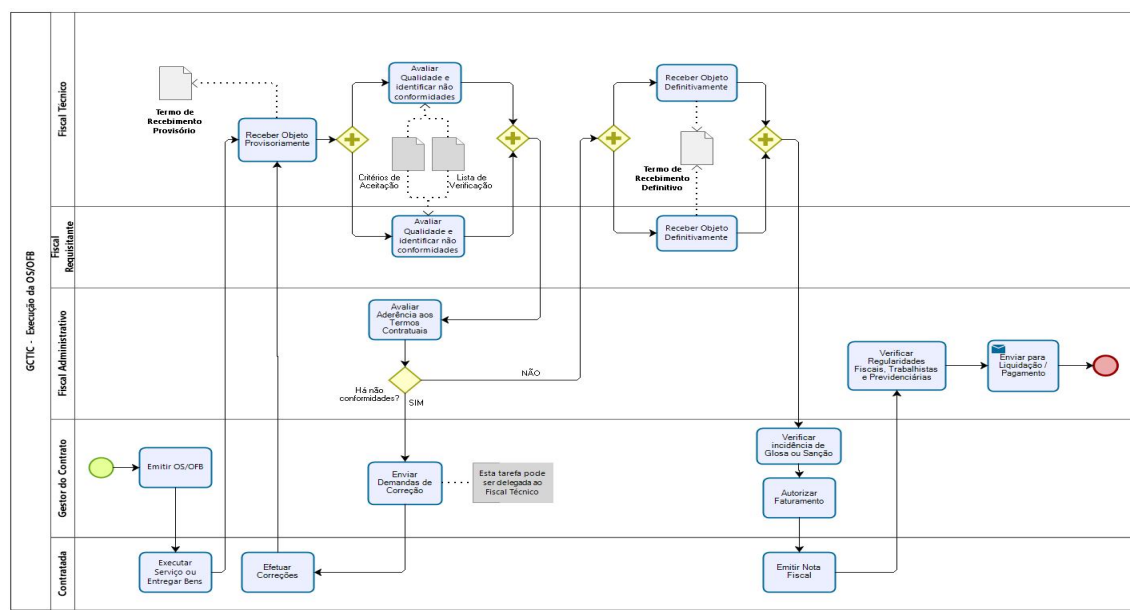 GCTIC - Execução da OS/OFB
Fiscal Técnico
Termo de
Recebimento
Provisório
Receber Objeto
Provisoriamente
Avaliar
Qualidade e
identificar não
conformidades
Critérios de
Aceitação
Lista de
Verificação
Receber Objeto
Definitivamente
Termo de
Recebimento
Definitivo
Fiscal
Requisitante
Avaliar
Qualidade e
identificar não
conformidades
Receber Objeto
Definitivamente
Fiscal Administrativo
Avaliar
Aderência aos
Termos
Contratuais
Há não
conformidades?
NÃO
SIM
Verificar
Regularidades
Fiscais, Trabalhistas
e Previdenciárias
Enviar para
Liquidação /
Pagamento
Gestor do Contrato
Emitir OS/OFB
Enviar
Demandas de
Correção
Esta tarefa pode
ser delegada ao
Fiscal Técnico
Verificar
incidência de
Glosa ou Sanção
Autorizar
Faturamento
Contratada
Executar
Serviço ou
Entregar Bens
Efetuar
Correções
Emitir Nota
Fiscal